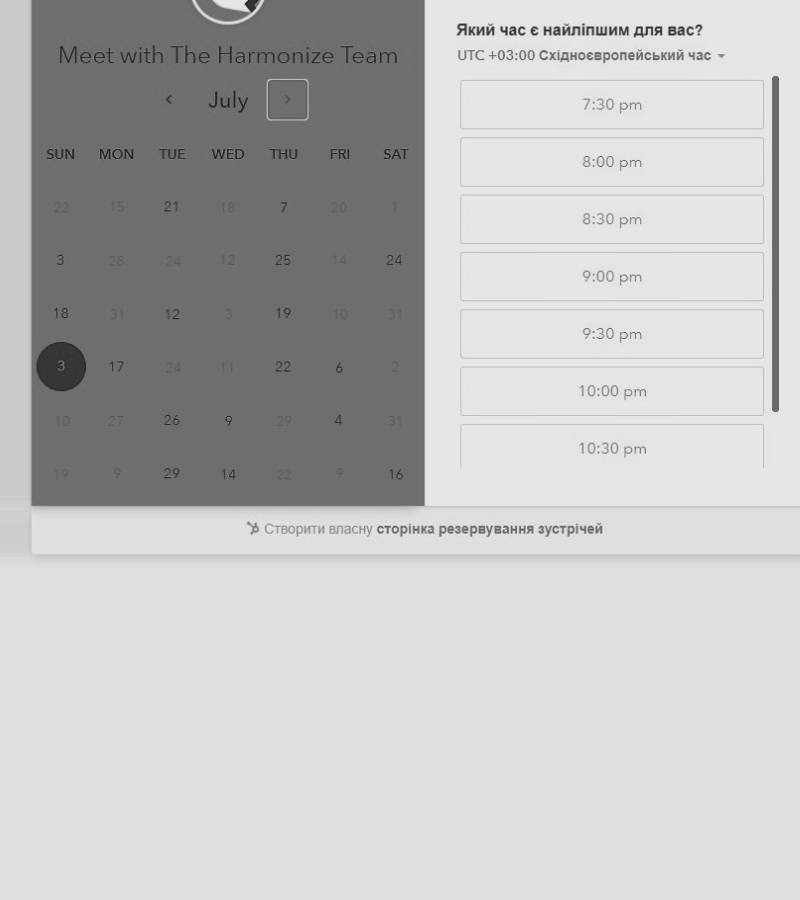 Meet with The Harmonize Team
July
SUN MON TUE WED THU FRI SAT
22 15 21 18 7 20 1
3 28 24 12 25 14 24
18 31 12 3 19 10 31
3 17 24 11 22 6 2
10 27 26 9 29 4 31
19 9 29 14 22 9 16
Який час є найліпшим для вас?
UTC +03:00 Східноєвропейський час
7:30 pm
8:00 pm
8:30 pm
9:00 pm
9:30 pm
10:00 pm
10:30 pm
Створити власну сторінка резервування зустрічей